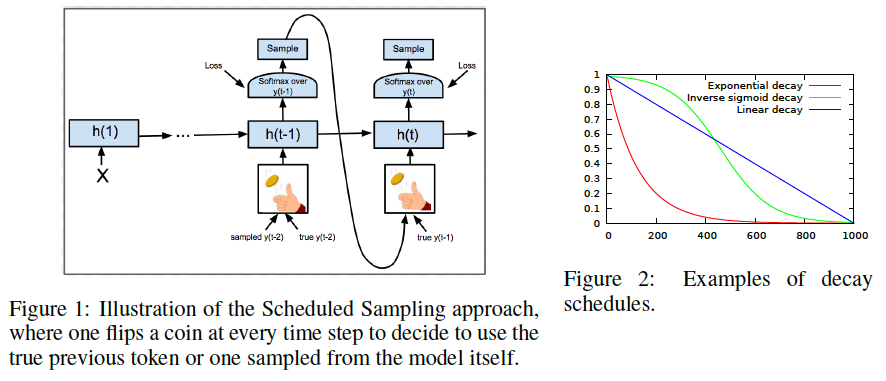 Sample
Sample
Loss
Loss
Softmax over
y(t-1)
Softmax over
y(t)
h(1)
...
h(t-1)
h(t)
X
sampled y(t-2)
true y(t-2)
true y(t-1)
Figure 1: Illustration of the Scheduled Sampling approach,
where one flips a coin at every time step to decide to use the
true previous token or one sampled from the model itself.
Exponential decay
Inverse sigmoid decay
Linear decay
1
0.9
0.8
0.7
0.6
0.5
0.4
0.3
0.2
0.1
0
0 200 400 600 800 1000
Figure 2: Examples of decay
schedules.